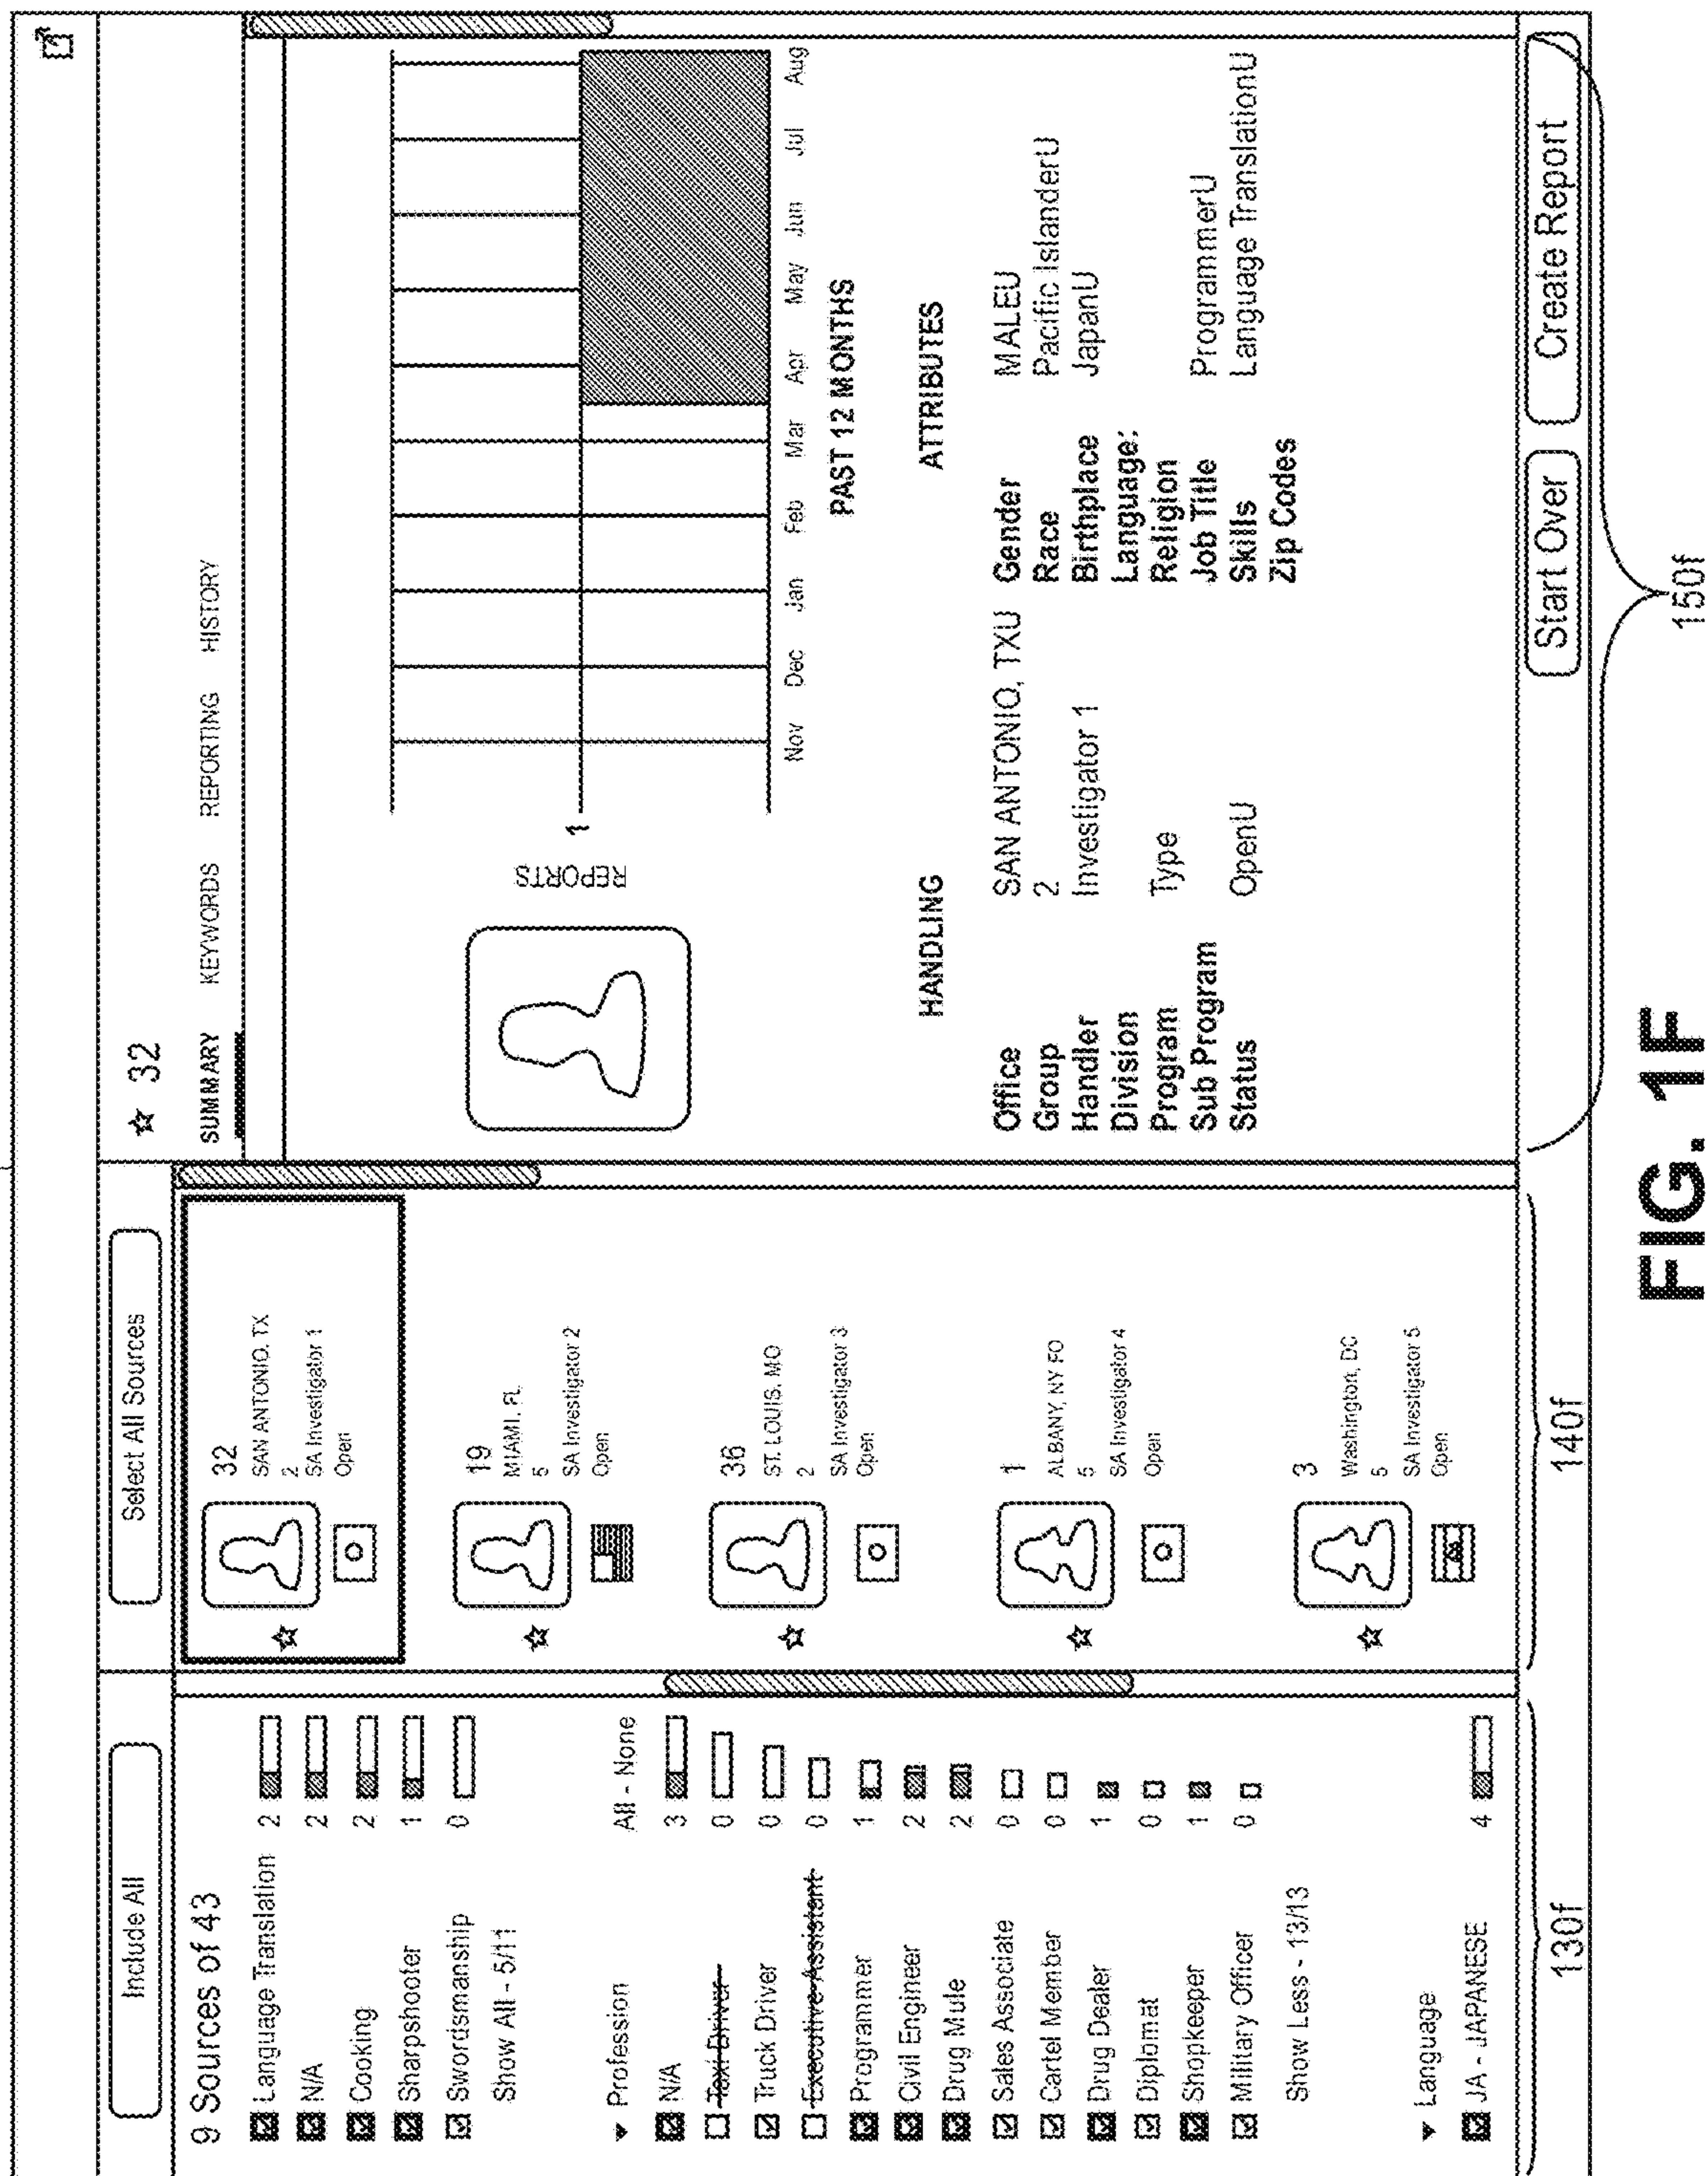 Include All
9 Sources of 43
Language Translation 2
N/A 2
Cooking 2
Sharpshooter 1
Swordsmanship 0
Show All - 5/11
Profession All - None
N/A 3
Taxi Driver 0
Truck Driver 0
Executive Assistant 0
Programmer 1
Civil Engineer 2
Drug Mule 2
Sales Associate 0
Cartel Member 0
Drug Dealer 1
Diplomat 0
Shopkeeper 1
Military Officer 0
Show Less - 13/13
Language
JA - JAPANESE 4
130f
Select All Sources
32
SAN ANTONIO, TX
2
SA Investigator 1
Open
19
MIAMI, FL
5
SA Investigator 2
Open
36
ST. LOUIS, MO
2
SA Investigator 3
Open
1
ALBANY, NY FO
5
SA Investigator 4
Open
3
Washington, DC
5
SA Investigator 5
Open
140f
32
SUMMARY KEYWORDS REPORTING HISTORY
REPORTS
1
Nov Dec Jan Feb Mar Apr May Jun Jul Aug
PAST 12 MONTHS
HANDLING
Office SAN ANTONIO, TXU
Group 2
Handler Investigator 1
Division
Program Type
Sub Program
Status OpenU
ATTRIBUTES
Gender MALEU
Race Pacific IslanderU
Birthplace JapanU
Language:
Religion
Job Title ProgrammerU
Skills Language TranslationU
Zip Codes
Start Over Create Report
150f
FIG. 1F